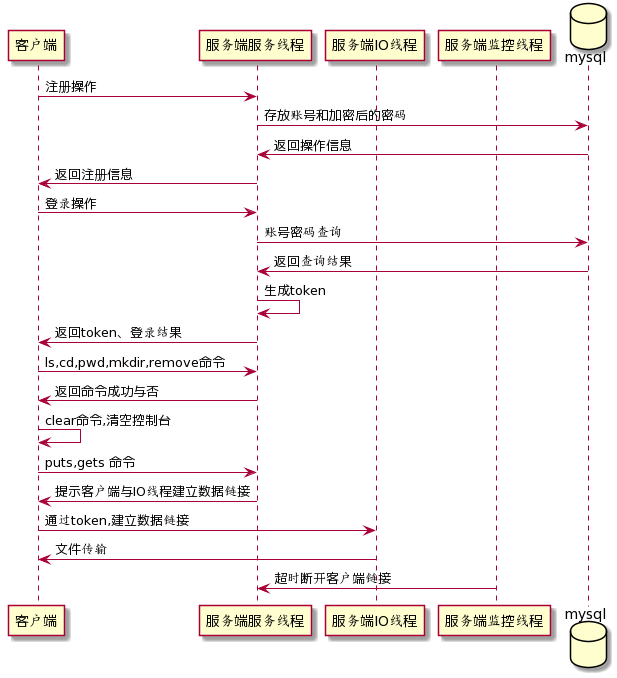 客户端
服务端服务线程
服务端IO线程
服务端监控线程
mysql
注册操作
存放账号和加密后的密码
返回操作信息
返回注册信息
登录操作
账号密码查询
返回查询结果
生成token
返回token、登录结果
ls,cd,pwd,mkdir,remove命令
返回命令成功与否
clear命令,清空控制台
puts,gets 命令
提示客户端与IO线程建立数据链接
通过token,建立数据链接
文件传输
超时断开客户端链接
客户端
服务端服务线程
服务端IO线程
服务端监控线程
mysql